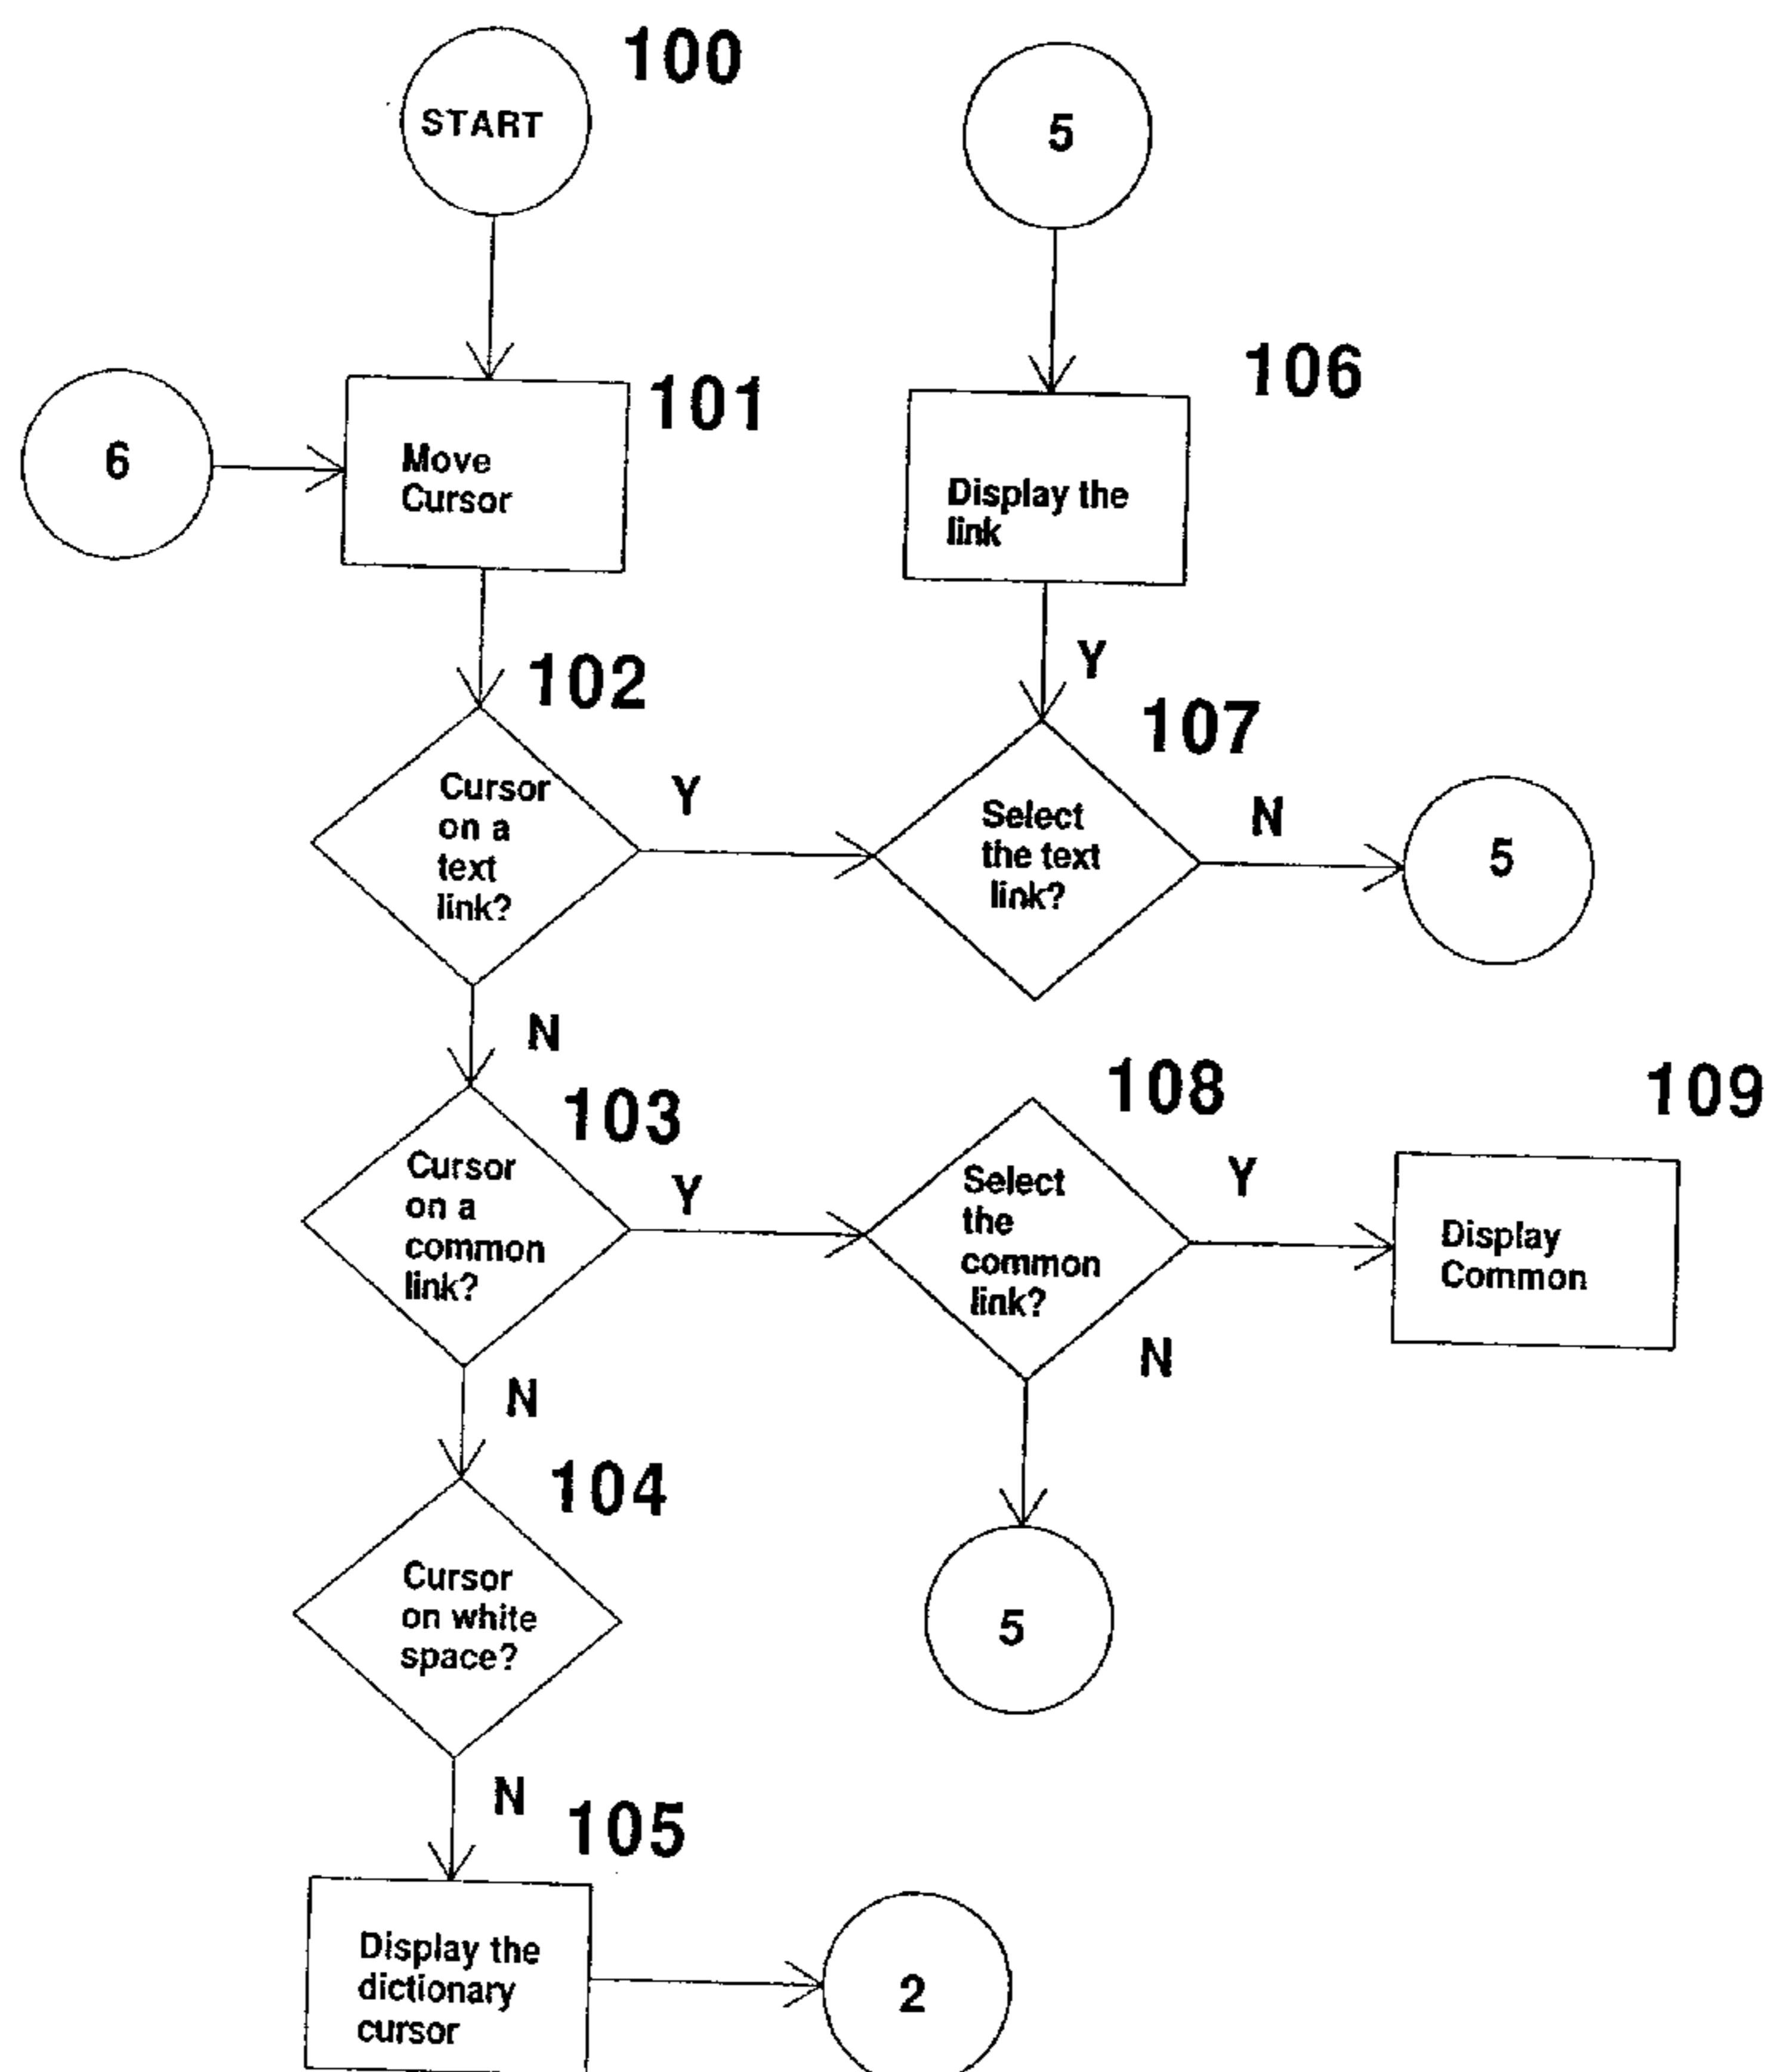 START
100
5
6
Move
Cursor
101
Display the
link
106
Y
102
Cursor
on a
text
link?
Y
107
Select
the text
link?
N
5
N
103
Cursor
on a
common
link?
Y
108
Select
the
common
link?
Y
109
Display
Common
N
5
N
104
Cursor
on white
space?
N
105
Display the
dictionary
cursor
2